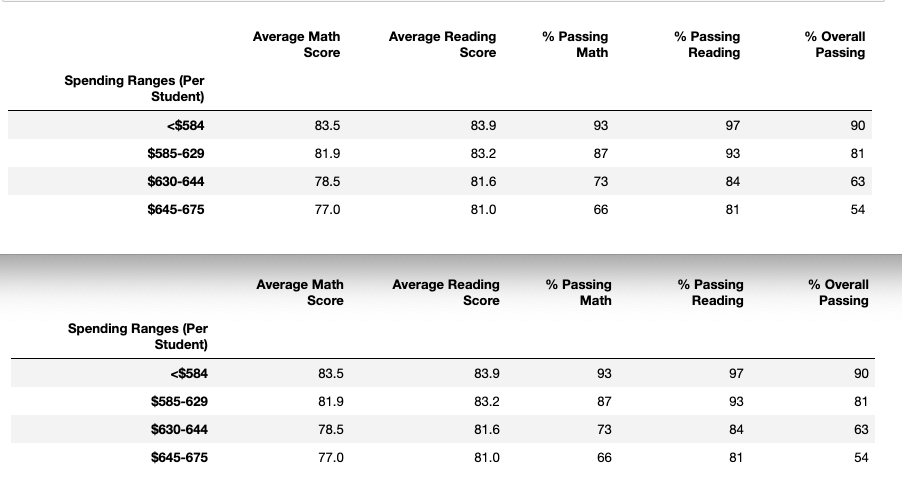 Average Math Score Average Reading Score % Passing Math % Passing Reading % Overall Passing
Spending Ranges (Per Student)
<$584 83.5 83.9 93 97 90
$585-629 81.9 83.2 87 93 81
$630-644 78.5 81.6 73 84 63
$645-675 77.0 81.0 66 81 54
Average Math Score Average Reading Score % Passing Math % Passing Reading % Overall Passing
Spending Ranges (Per Student)
<$584 83.5 83.9 93 97 90
$585-629 81.9 83.2 87 93 81
$630-644 78.5 81.6 73 84 63
$645-675 77.0 81.0 66 81 54